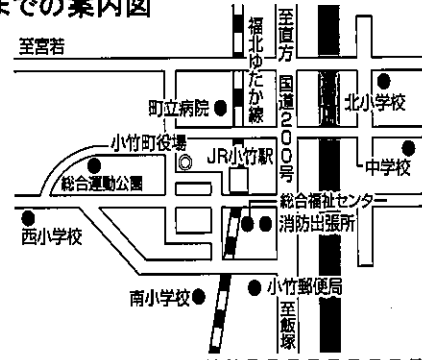 までの案内図
至宮若
福北ゆたか線
至直方
国道200号
町立病院
北小学校
小竹町役場
JR小竹駅
中学校
総合運動公園
総合福祉センター
西小学校
消防出張所
南小学校
小竹郵便局
至飯塚